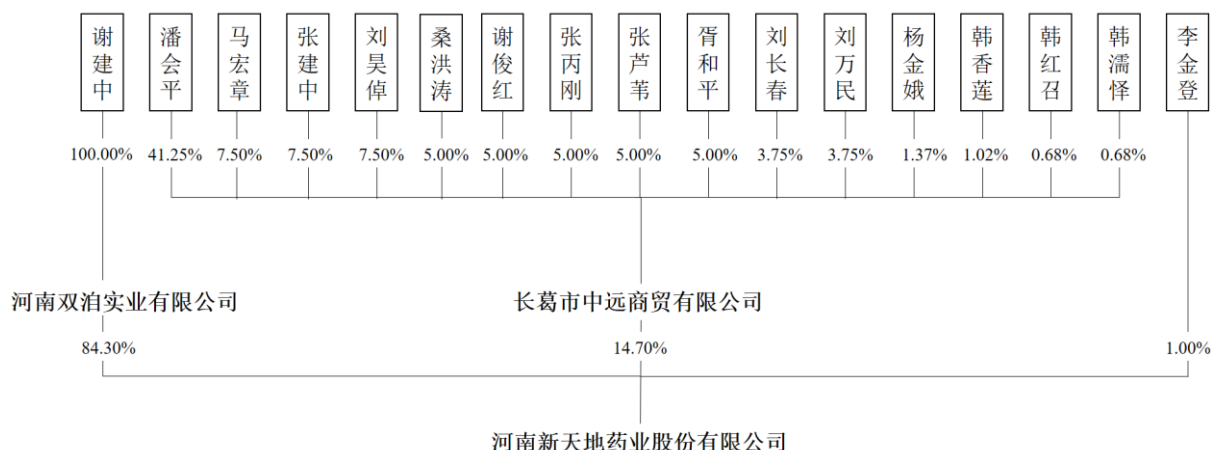 谢建中 潘会平 马宏章 张建中 刘昊倬 桑洪涛 谢俊红 张丙刚 张芦苇 胥和平 刘长春 刘万民 杨金娥 韩香莲 韩红召 韩濡怿 李金登
100.00% 41.25% 7.50% 7.50% 7.50% 5.00% 5.00% 5.00% 5.00% 5.00% 3.75% 3.75% 1.37% 1.02% 0.68% 0.68%
河南双洎实业有限公司 长葛市中远商贸有限公司
84.30% 14.70% 1.00%
河南新天地药业股份有限公司